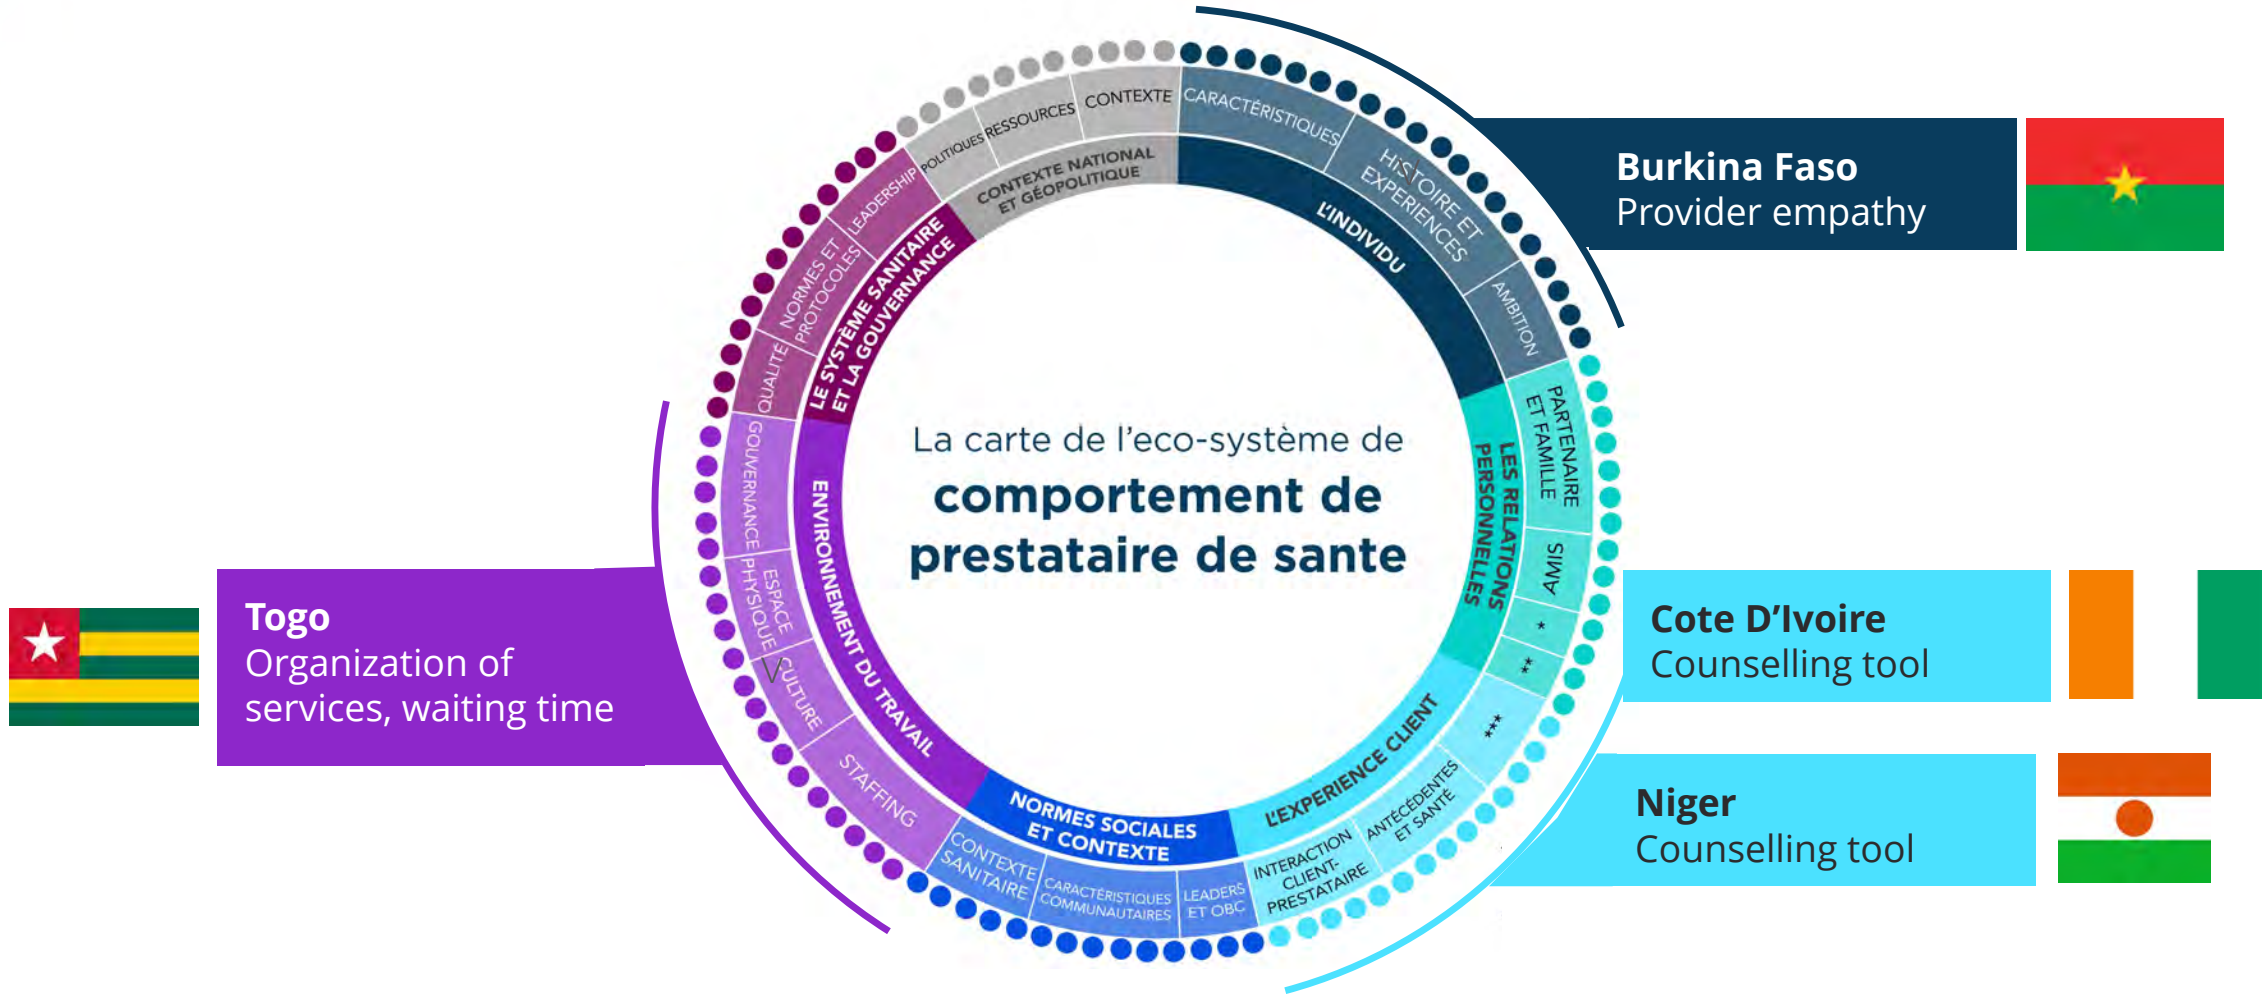 La carte de l'eco-système de
comportement de
prestataire de sante
CONTEXTE NATIONAL
ET GÉOPOLITIQUE
POLITIQUES
RESSOURCES
CONTEXTE
L'INDIVIDU
CARACTÉRISTIQUES
HISTOIRE ET
EXPERIENCES
AMBITION
LES RELATIONS
PERSONNELLES
PARTENAIRE
ET FAMILLE
AMIS
*
**
L'EXPERIENCE CLIENT
***
ANTÉCÉDENTES
ET SANTÉ
INTERACTION
CLIENT-
PRESTATAIRE
NORMES SOCIALES
ET CONTEXTE
LEADERS
ET OBC
CARACTÉRISTIQUES
COMMUNAUTAIRES
CONTEXTE
SANITAIRE
ENVIRONNEMENT DU TRAVAIL
STAFFING
CULTURE
ESPACE
PHYSIQUE
GOUVERNANCE
LE SYSTÈME SANITAIRE
ET LA GOUVERNANCE
QUALITÉ
NORMES ET
PROTOCOLES
LEADERSHIP
Burkina Faso
Provider empathy
Cote D'Ivoire
Counselling tool
Niger
Counselling tool
Togo
Organization of
services, waiting time